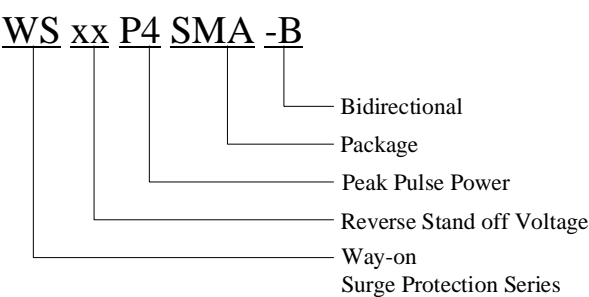 WS xx P4 SMA -B
Bidirectional
Package
Peak Pulse Power
Reverse Stand off Voltage
Way-on
Surge Protection Series